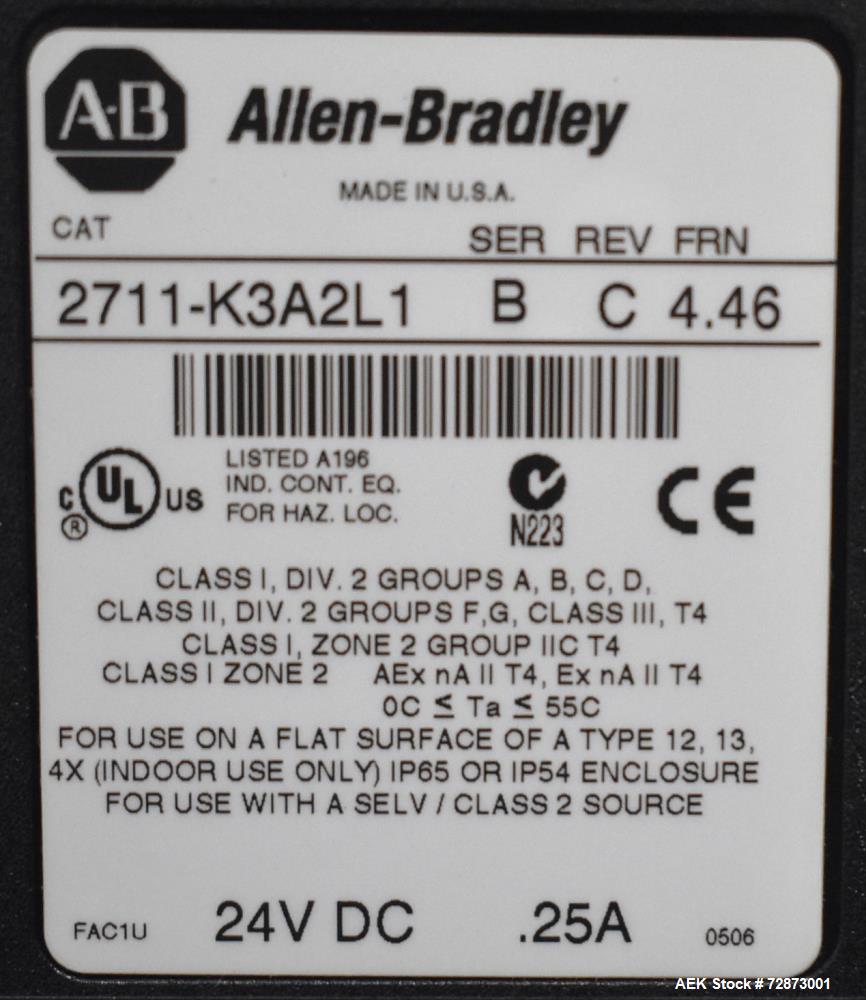 A-B Allen-Bradley
MADE IN U.S.A.
CAT SER REV FRN
2711-K3A2L1 B C 4.46
C UL US ®
LISTED A196
IND. CONT. EQ.
FOR HAZ. LOC.
N223
CE
CLASS I, DIV. 2 GROUPS A, B, C, D,
CLASS II, DIV. 2 GROUPS F,G, CLASS III, T4
CLASS I, ZONE 2 GROUP IIC T4
CLASS I ZONE 2 AEx nA II T4, Ex nA II T4
0C ≤ Ta ≤ 55C
FOR USE ON A FLAT SURFACE OF A TYPE 12, 13,
4X (INDOOR USE ONLY) IP65 OR IP54 ENCLOSURE
FOR USE WITH A SELV / CLASS 2 SOURCE
FAC1U 24V DC .25A 0506
AEK Stock # 72873001